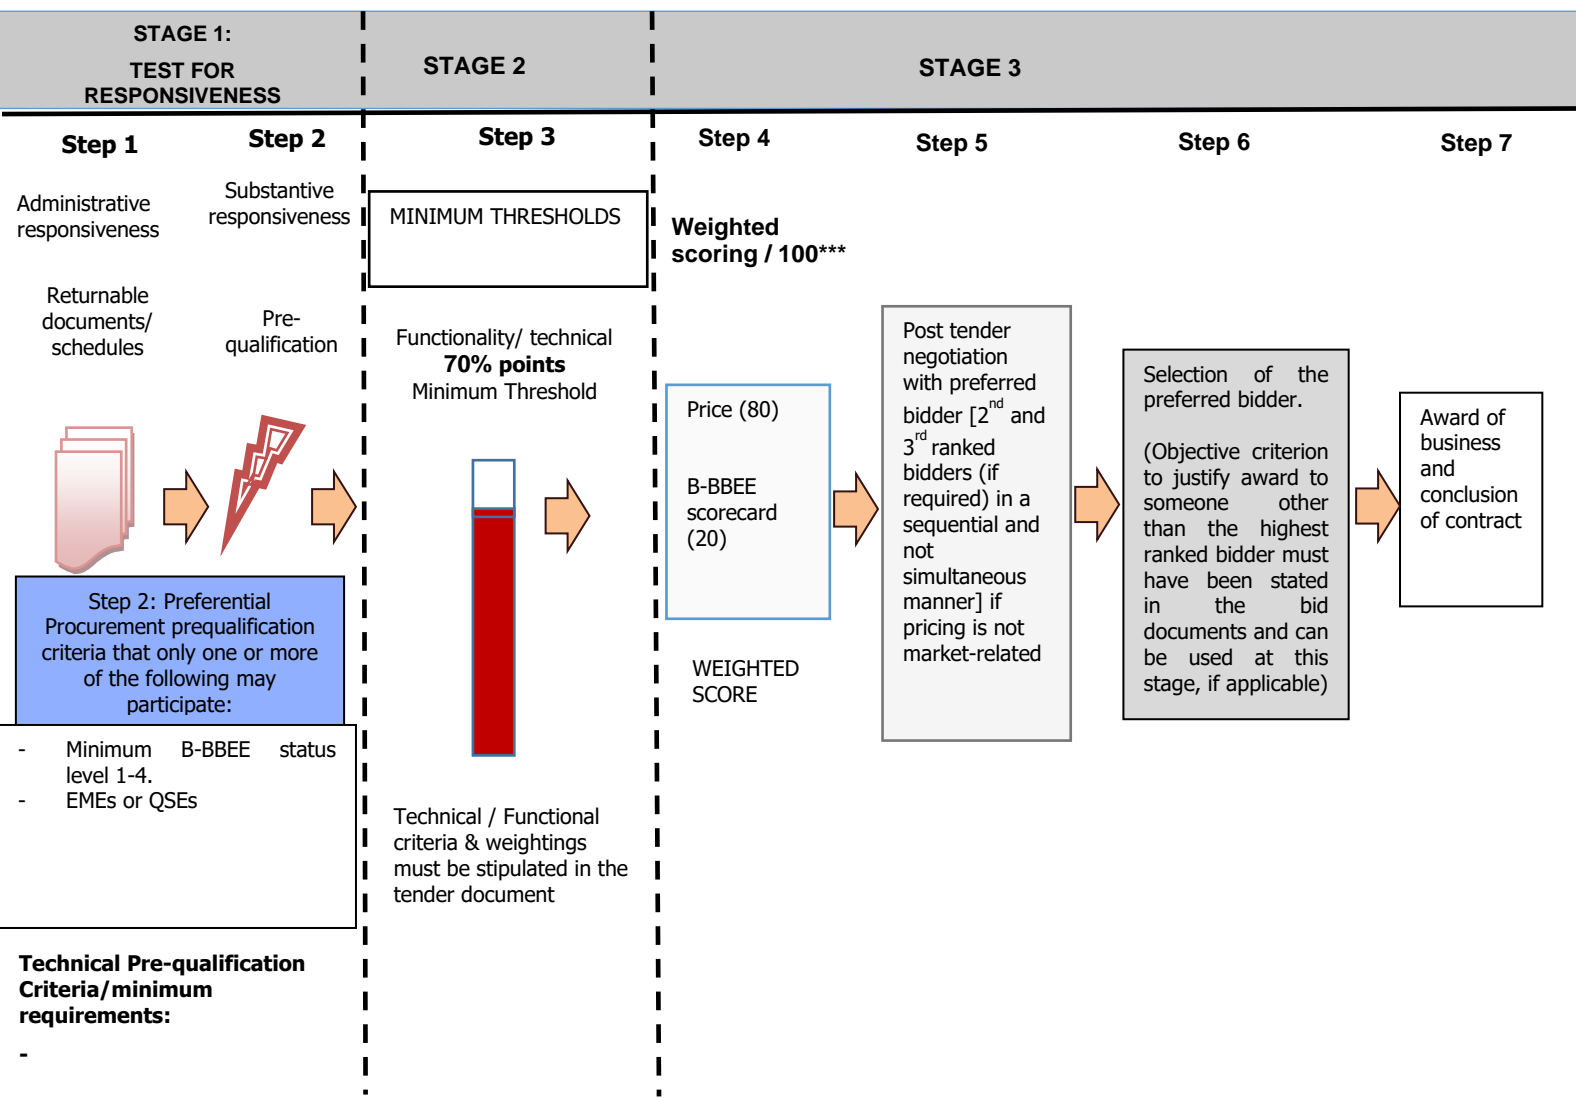 STAGE 1:
TEST FOR
RESPONSIVENESS
STAGE 2
STAGE 3
Step 1
Step 2
Step 3
Step 4
Step 5
Step 6
Step 7
Administrative
responsiveness
Returnable
documents/
schedules
Substantive
responsiveness
Pre-
qualification
Step 2: Preferential
Procurement prequalification
criteria that only one or more
of the following may
participate:
- Minimum B-BBEE status
level 1-4.
- EMEs or QSEs
Technical Pre-qualification
Criteria/minimum
requirements:
-
MINIMUM THRESHOLDS
Functionality/ technical
70% points
Minimum Threshold
Technical / Functional
criteria & weightings
must be stipulated in the
tender document
Weighted
scoring / 100***
Price (80)
B-BBEE
scorecard
(20)
WEIGHTED
SCORE
Post tender
negotiation
with preferred
bidder [2nd and
3rd ranked
bidders (if
required) in a
sequential and
not
simultaneous
manner] if
pricing is not
market-related
Selection of the
preferred bidder.
(Objective criterion
to justify award to
someone other
than the highest
ranked bidder must
have been stated
in the bid
documents and can
be used at this
stage, if applicable)
Award of
business
and
conclusion
of contract